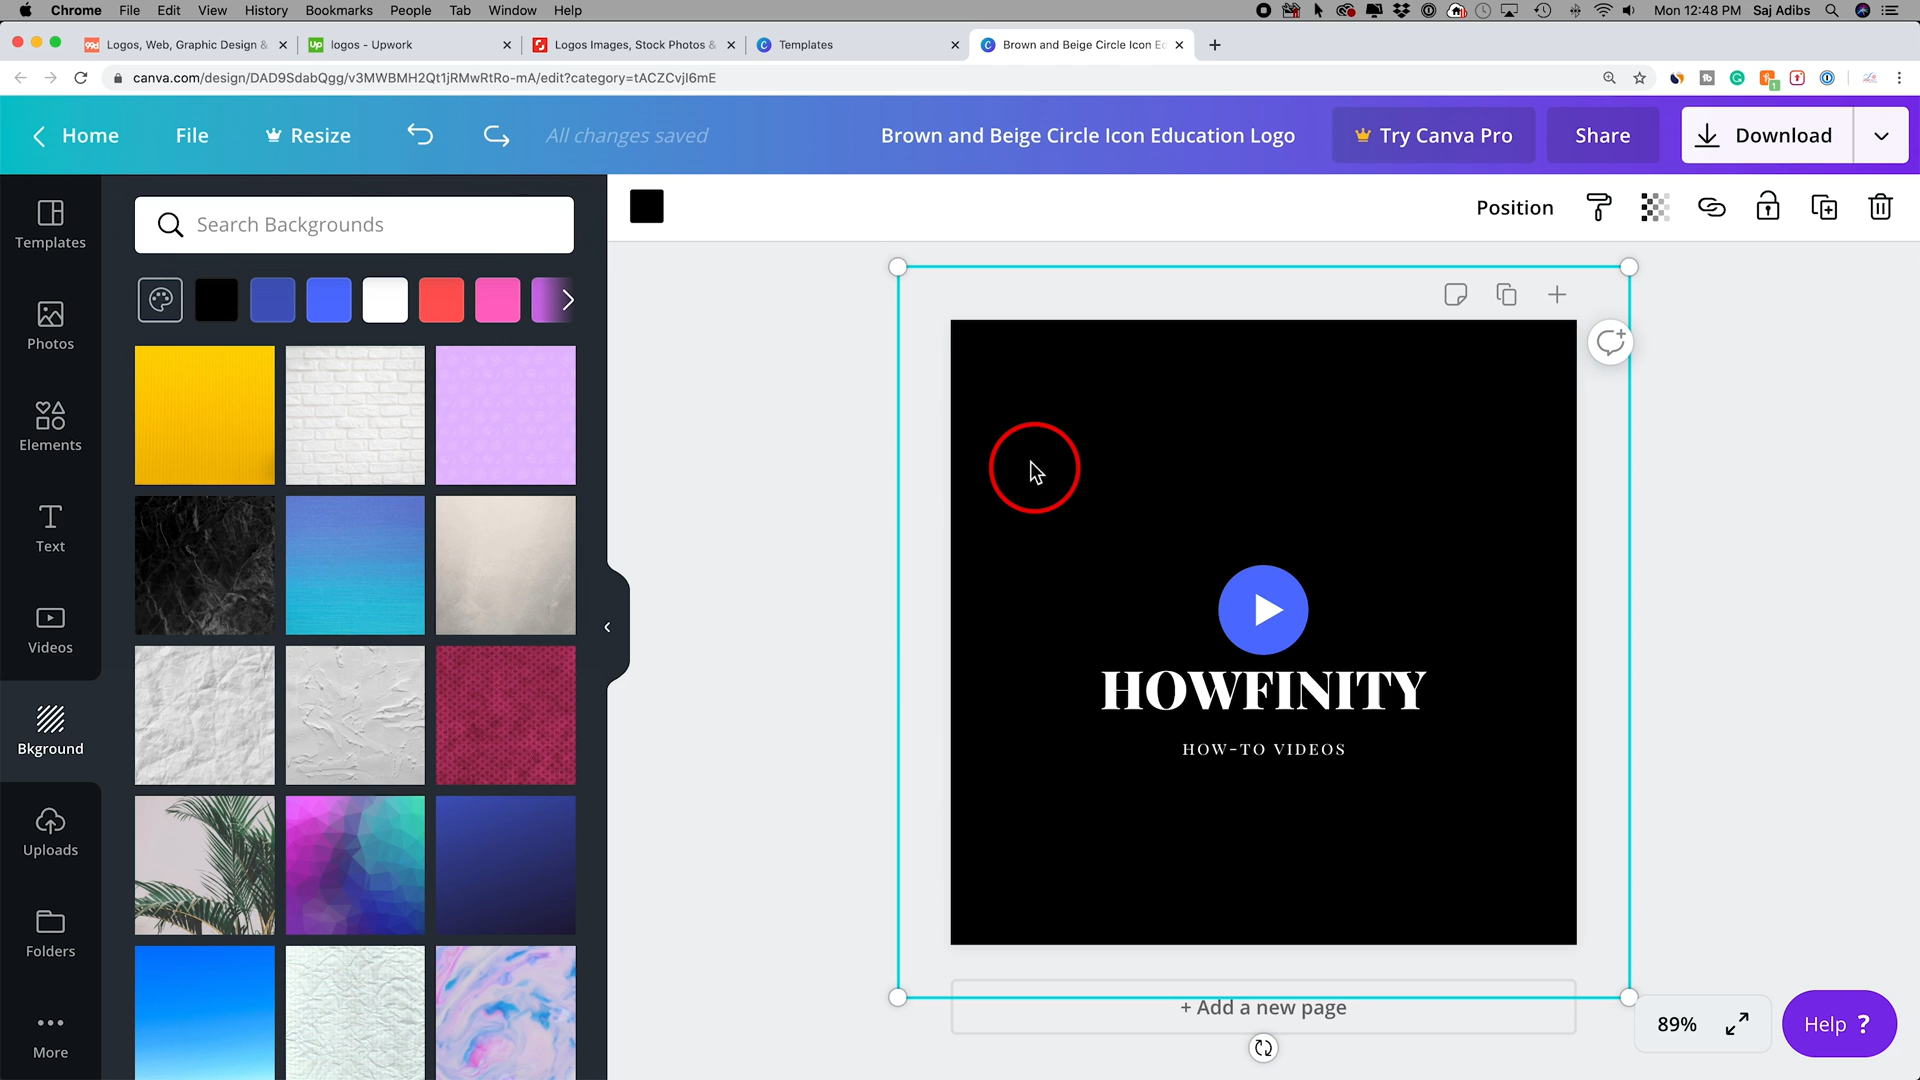 Chrome File Edit View History Bookmarks People Tab Window Help Mon 12:48 PM Saj Adibs
99d Logos, Web, Graphic Design & Up logos - Upwork Logos Images, Stock Photos & C Templates C Brown and Beige Circle Icon Ec
canva.com/design/DAD9SdabQgg/v3MWBMH2Qt1jRMwRtRo-mA/edit?category=tACZCvjI6mE
Home File Resize All changes saved Brown and Beige Circle Icon Education Logo Try Canva Pro Share Download
Templates
Photos
Elements
Text
Videos
Bkground
Uploads
Folders
More
Search Backgrounds
Position
HOWFINITY
HOW-TO VIDEOS
+ Add a new page
89%
Help ?